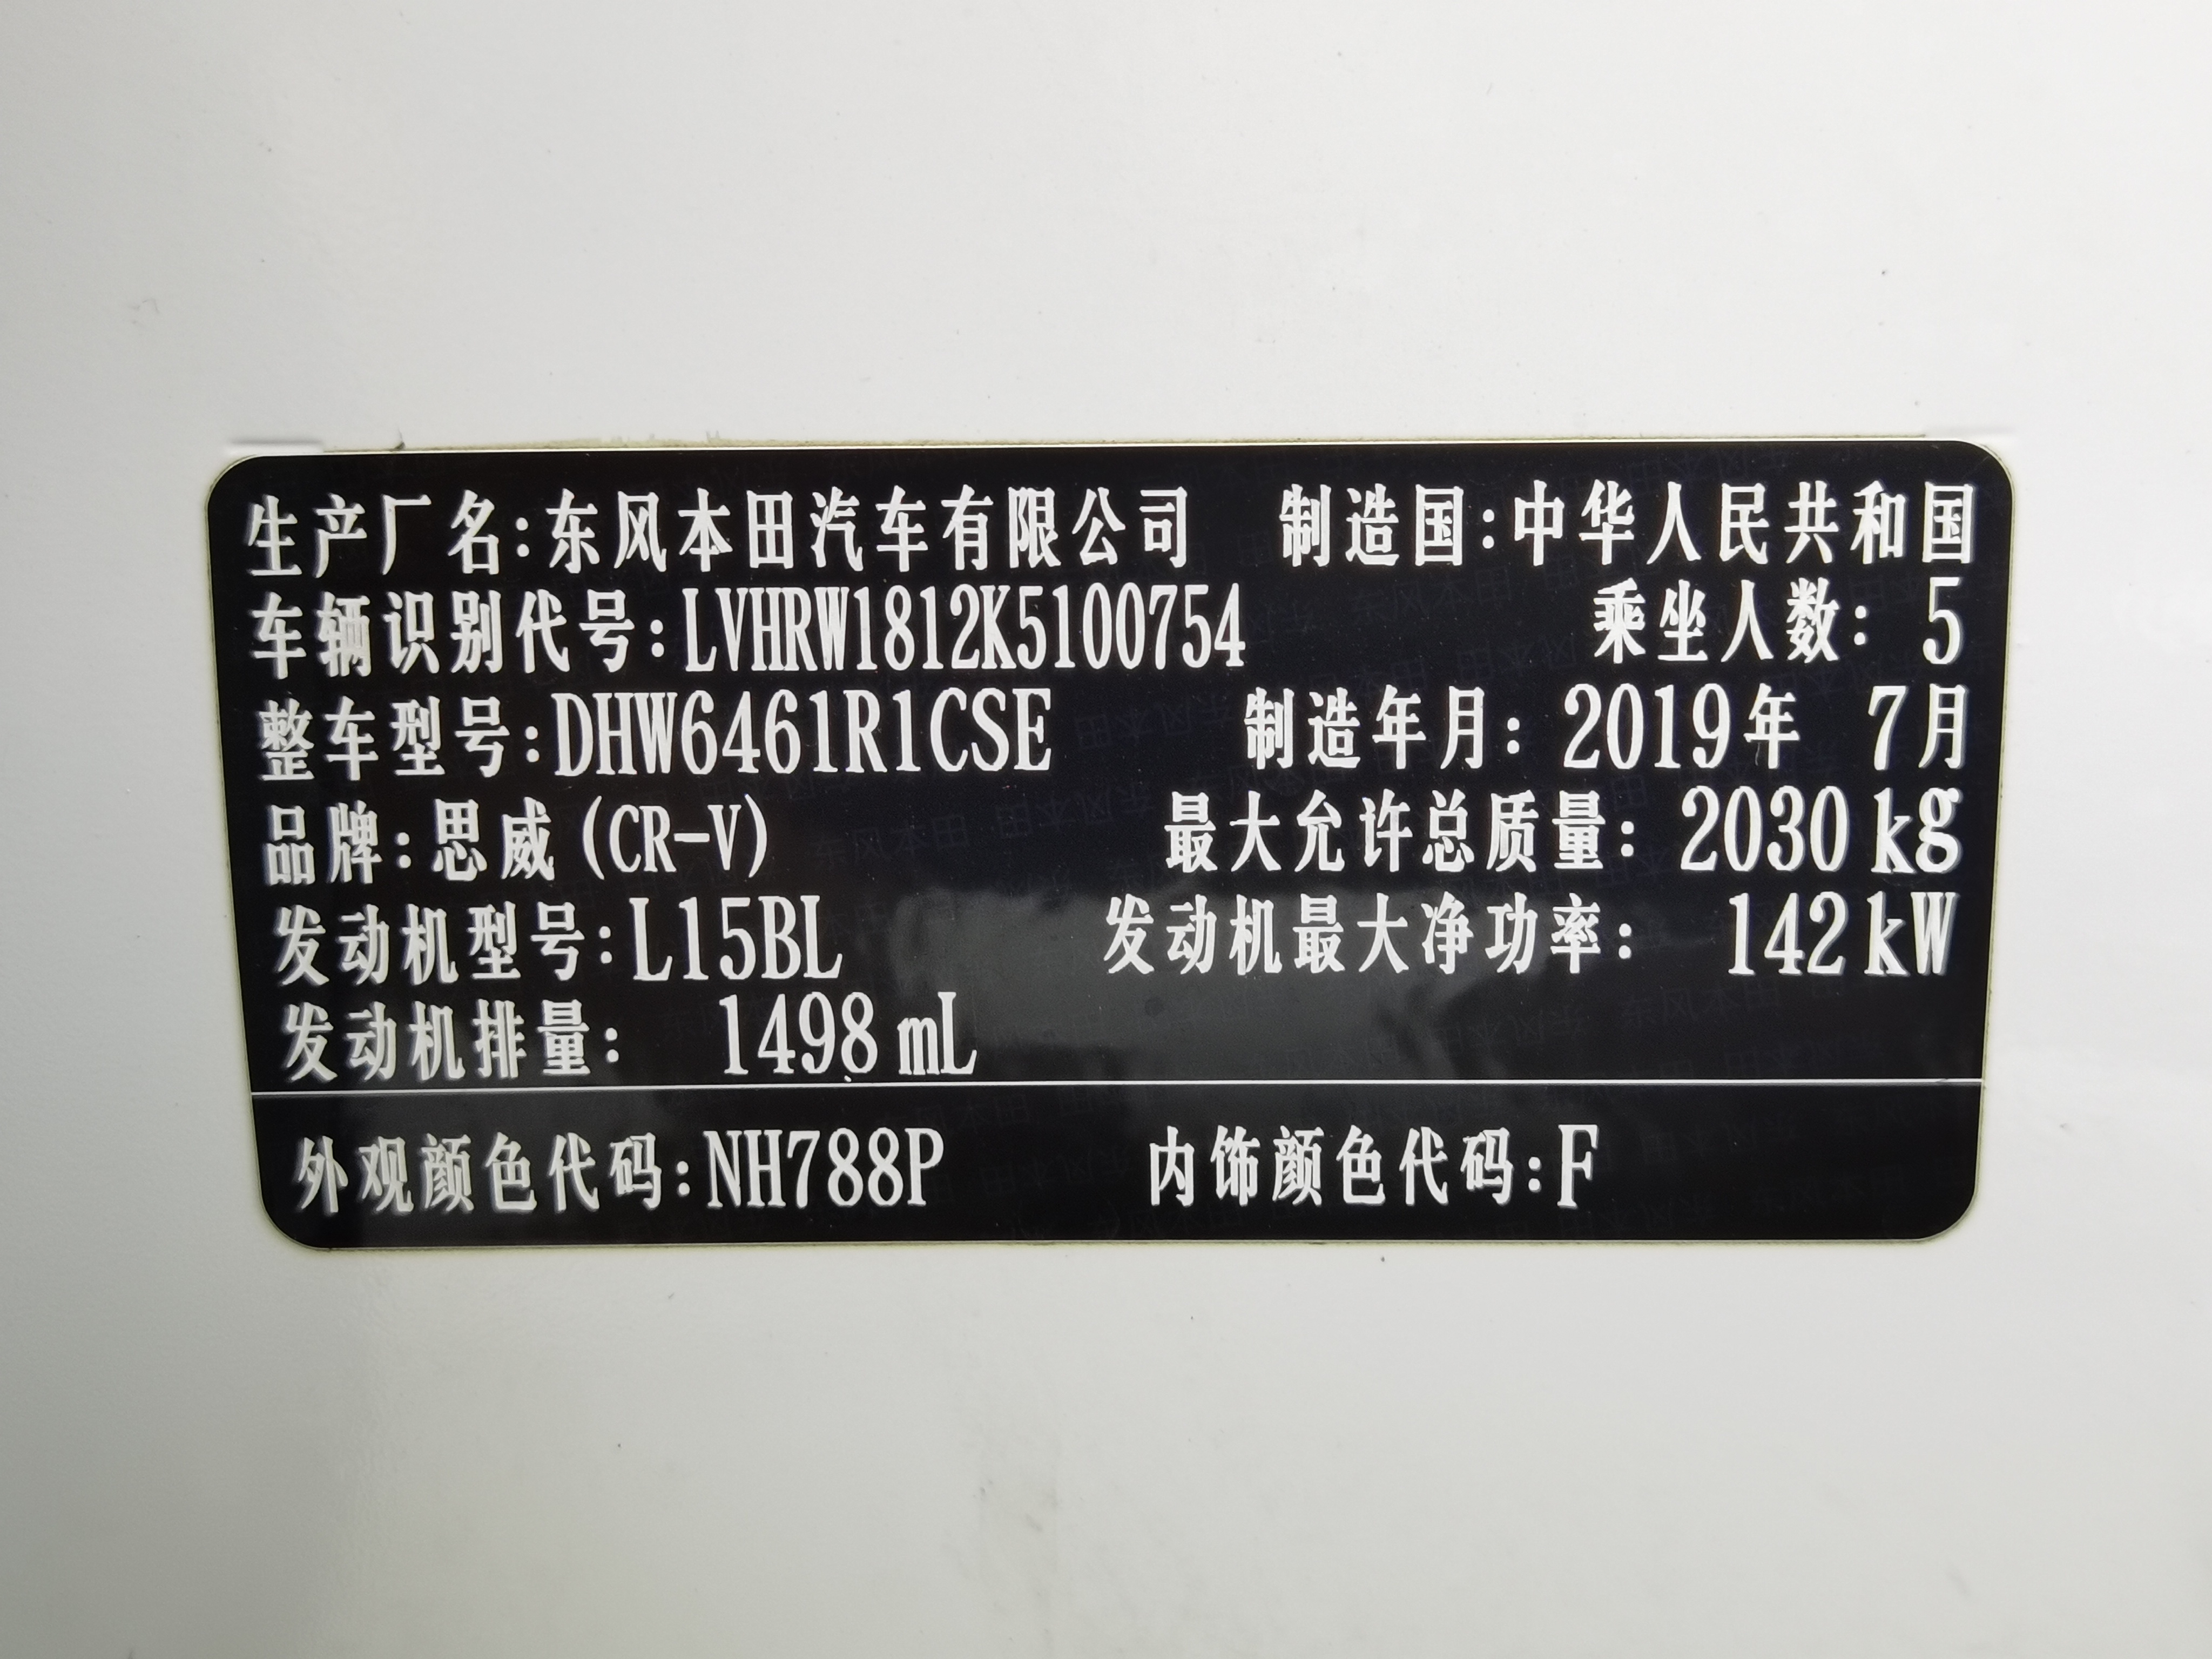 生产厂名:东风本田汽车有限公司 制造国:中华人民共和国
车辆识别代号:LVHRW1812K5100754 乘坐人数: 5
整车型号:DHW6461R1CSE 制造年月: 2019年 7月
品牌:思威(CR-V) 最大允许总质量: 2030 kg
发动机型号:L15BL 发动机最大净功率: 142 kW
发动机排量: 1498 mL
外观颜色代码:NH788P 内饰颜色代码:F